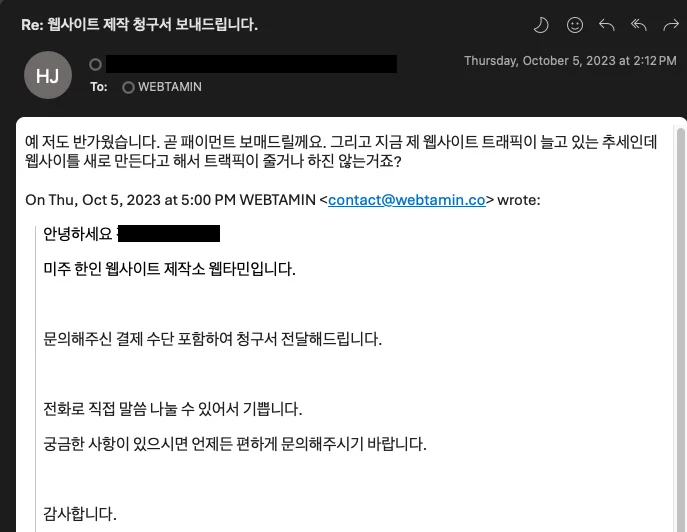 Re: 웹사이트 제작 청구서 보내드립니다.
HJ
Thursday, October 5, 2023 at 2:12 PM
To: WEBTAMIN
예 저도 반가웠습니다. 곧 패이먼트 보매드릴께요. 그리고 지금 제 웹사이트 트래픽이 늘고 있는 추세인데
웹사이틀 새로 만든다고 해서 트랙픽이 줄거나 하진 않는거죠?
On Thu, Oct 5, 2023 at 5:00 PM WEBTAMIN <contact@webtamin.co> wrote:
안녕하세요
미주 한인 웹사이트 제작소 웹타민입니다.
문의해주신 결제 수단 포함하여 청구서 전달해드립니다.
전화로 직접 말씀 나눌 수 있어서 기쁩니다.
궁금한 사항이 있으시면 언제든 편하게 문의해주시기 바랍니다.
감사합니다.